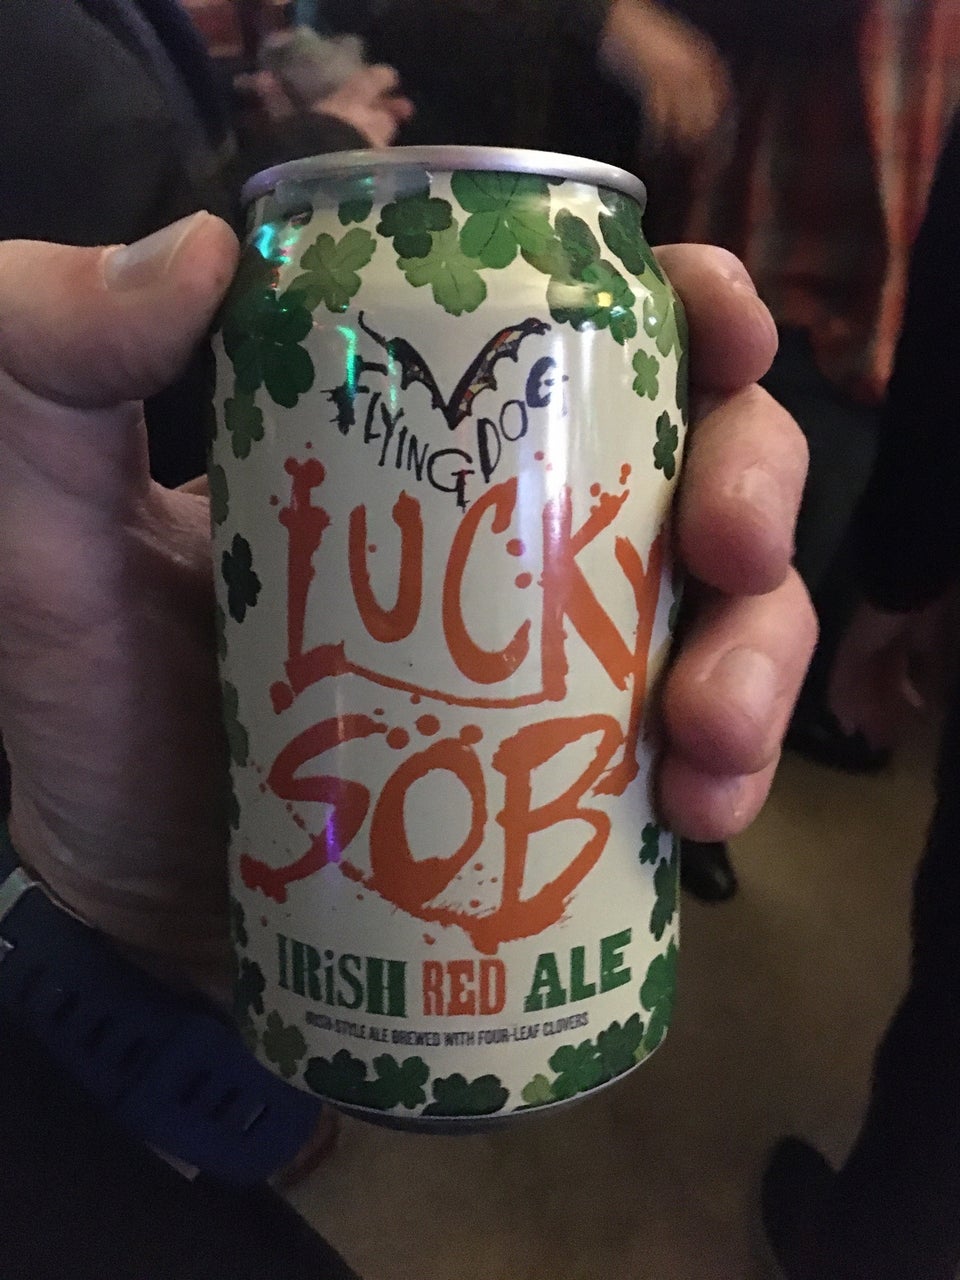 FLYING DOG
LUCKY
SOB
IRiSH RED ALE
IRISH-STYLE ALE BREWED WITH FOUR-LEAF CLOVERS